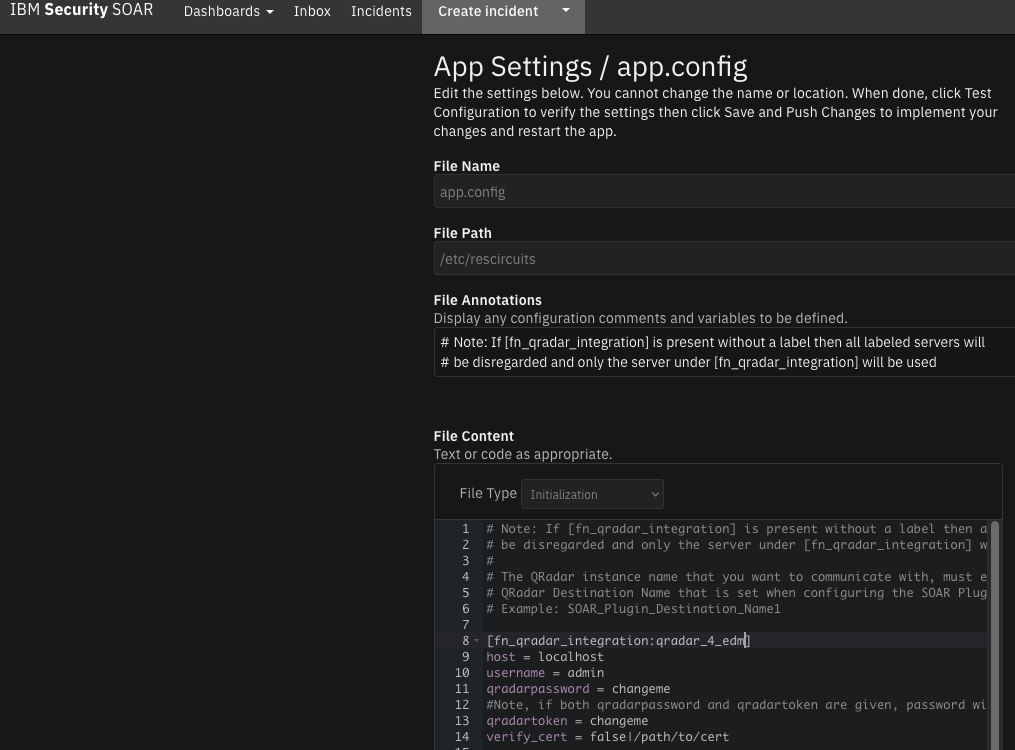 IBM Security SOAR Dashboards Inbox Incidents Create incident
App Settings / app.config
Edit the settings below. You cannot change the name or location. When done, click Test
Configuration to verify the settings then click Save and Push Changes to implement your
changes and restart the app.
File Name
app.config
File Path
/etc/rescircuits
File Annotations
Display any configuration comments and variables to be defined.
# Note: If [fn_qradar_integration] is present without a label then all labeled servers will
# be disregarded and only the server under [fn_qradar_integration] will be used
File Content
Text or code as appropriate.
File Type Initialization
1 # Note: If [fn_qradar_integration] is present without a label then a
2 # be disregarded and only the server under [fn_qradar_integration] w
3 #
4 # The QRadar instance name that you want to communicate with, must e
5 # QRadar Destination Name that is set when configuring the SOAR Plug
6 # Example: SOAR_Plugin_Destination_Name1
7
8 [fn_qradar_integration:qradar_4_edm]
9 host = localhost
10 username = admin
11 qradarpassword = changeme
12 #Note, if both qradarpassword and qradartoken are given, password wi
13 qradartoken = changeme
14 verify_cert = false|/path/to/cert